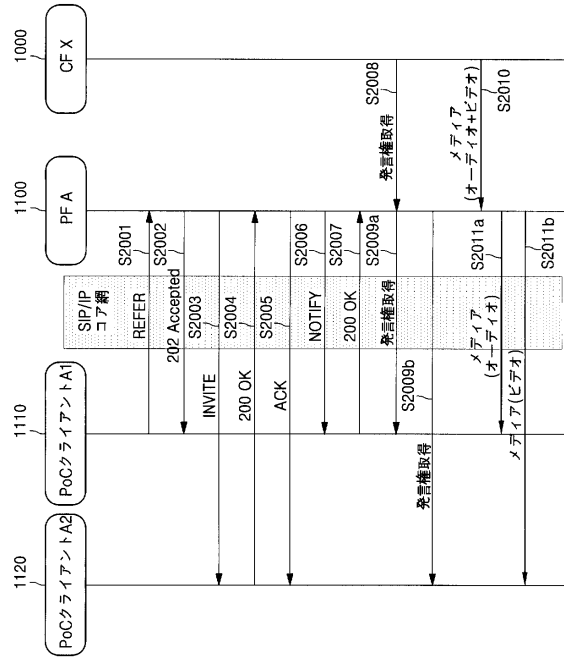 1120
PoCクライアントA2
1110
PoCクライアントA1
1100
PF A
1000
CF X
SIP/IP
コア網
REFER
S2001
202 Accepted
S2002
INVITE
S2003
200 OK
S2004
ACK
S2005
NOTIFY
S2006
200 OK
S2007
発言権取得
S2008
発言権取得
S2009a
発言権取得
S2009b
メディア
(オーディオ+ビデオ)
S2010
メディア
(オーディオ)
S2011a
メディア(ビデオ)
S2011b